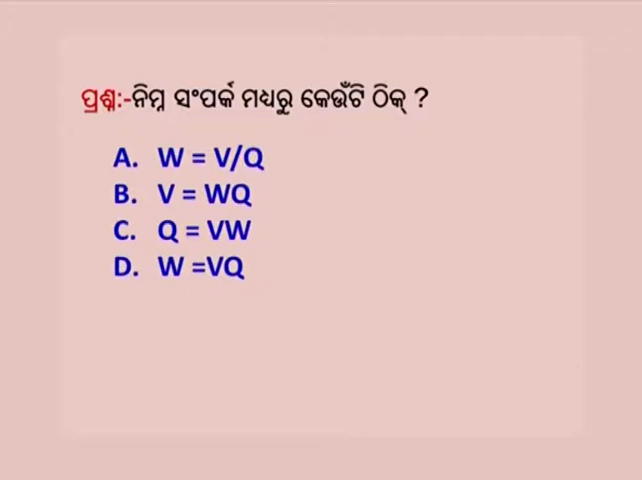 ପ୍ରଶ୍ନ:-ନିମ୍ନ ସଂପର୍କ ମଧ୍ୟରୁ କେଉଁଟି ଠିକ୍ ?
A. W = V/Q
B. V = WQ
C. Q = VW
D. W =VQ